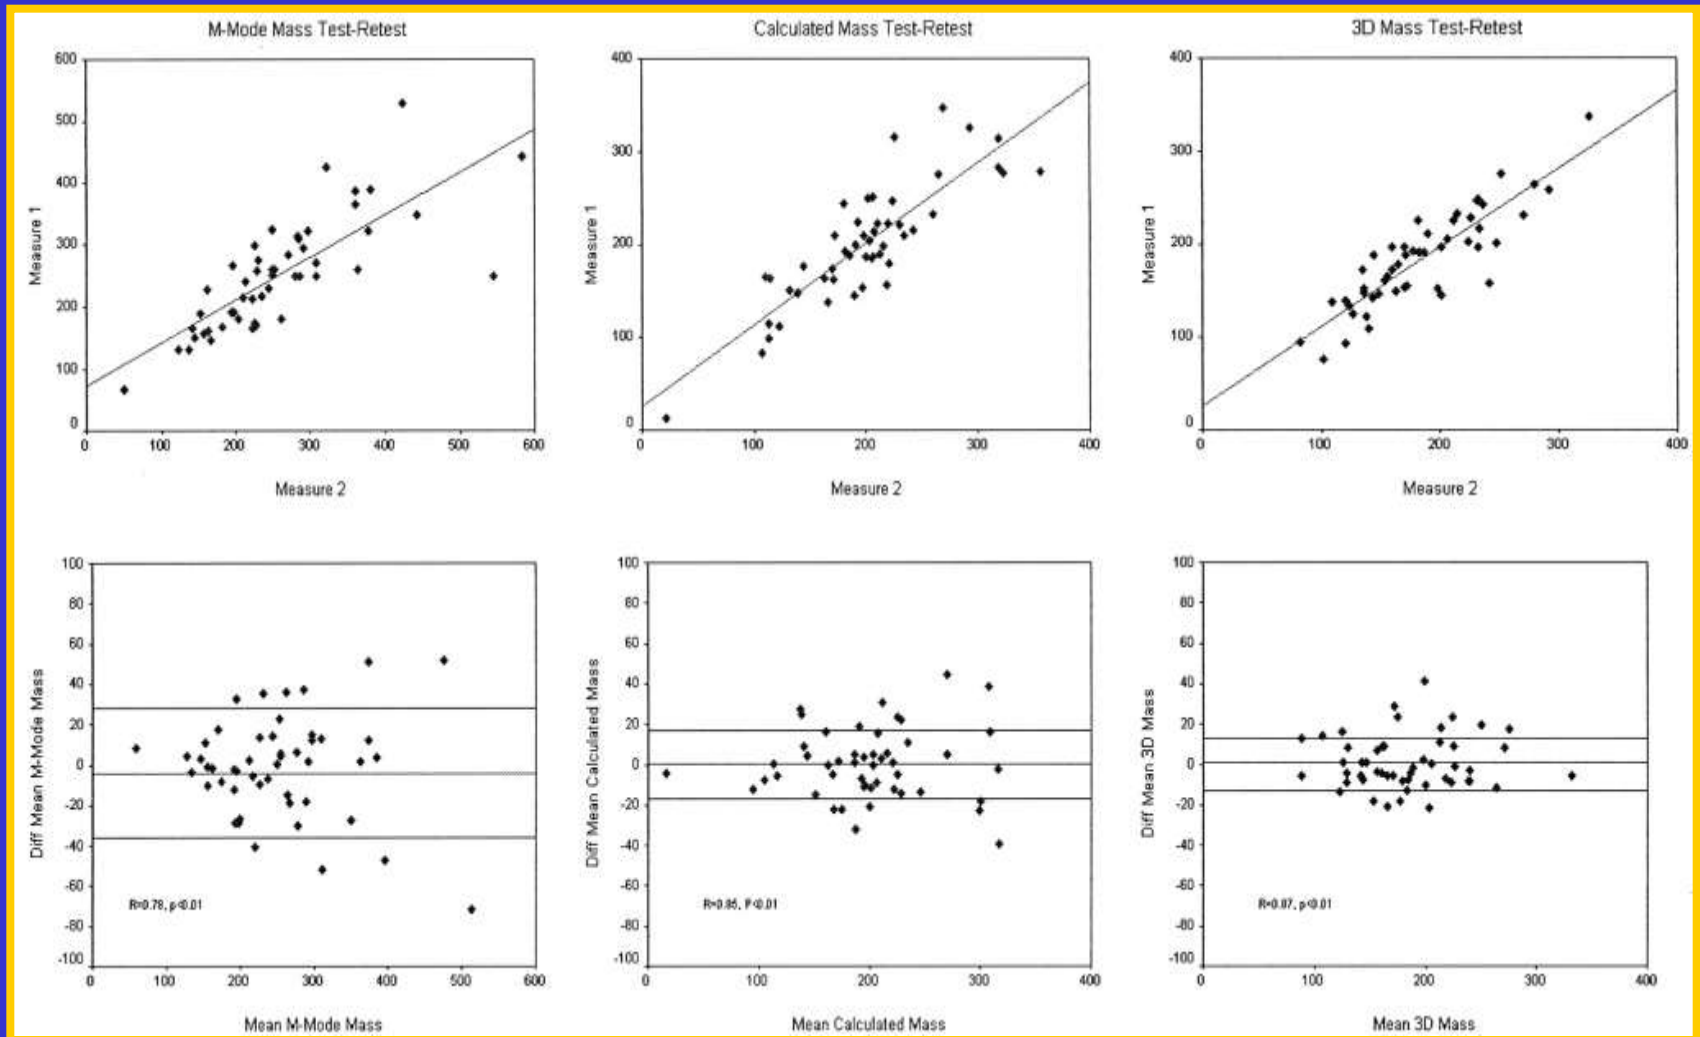 M-Mode Mass Test-Retest
600
500
400
300
200
100
0
Measure 1
0 100 200 300 400 500 600
Measure 2
Calculated Mass Test-Retest
400
300
200
100
0
Measure 1
0 100 200 300 400
Measure 2
3D Mass Test-Retest
400
300
200
100
0
Measure 1
0 100 200 300 400
Measure 2
100
80
60
40
20
0
-20
-40
-60
-80
-100
Diff Mean M-Mode Mass
R=0.78, p<0.01
0 100 200 300 400 500 600
Mean M-Mode Mass
100
80
60
40
20
0
-20
-40
-60
-80
-100
Diff Mean Calculated Mass
R=0.85, P<0.01
0 100 200 300 400
Mean Calculated Mass
100
80
60
40
20
0
-20
-40
-60
-80
-100
Diff Mean 3D Mass
p<0.01
0 100 200 300 400
Mean 3D Mass